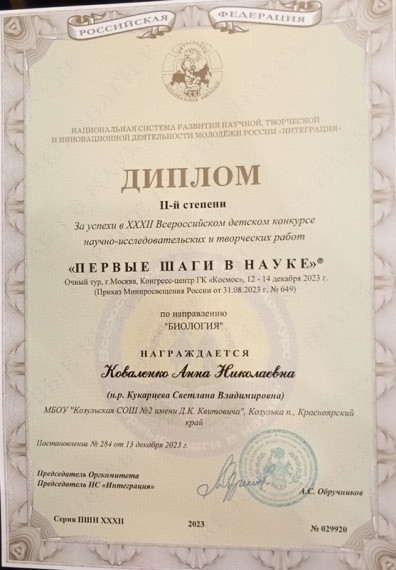 РОССИЙСКАЯ ФЕДЕРАЦИЯ
НАЦИОНАЛЬНАЯ СИСТЕМА РАЗВИТИЯ НАУЧНОЙ, ТВОРЧЕСКОЙ
И ИННОВАЦИОННОЙ ДЕЯТЕЛЬНОСТИ МОЛОДЁЖИ РОССИИ «ИНТЕГРАЦИЯ»
ДИПЛОМ
II-й степени
За успехи в XXXII Всероссийском детском конкурсе
научно-исследовательских и творческих работ
«ПЕРВЫЕ ШАГИ В НАУКЕ»®
Очный тур, г.Москва, Конгресс-центр ГК «Космос», 12 - 14 декабря 2023 г.
(Приказ Минпросвещения России от 31.08.2023 г. № 649)
по направлению
"БИОЛОГИЯ"
НАГРАЖДАЕТСЯ
Коваленко Анна Николаевна
(н.р. Кукарцева Светлана Владимировна)
МБОУ "Козульская СОШ №2 имени Д.К. Квитовича", Козулька п., Красноярский
край
Постановление № 284 от 13 декабря 2023 г.
Председатель Оргкомитета
Председатель НС «Интеграция»
А.С. Обручников
Серия ПШН XXXII
2023
№ 029920